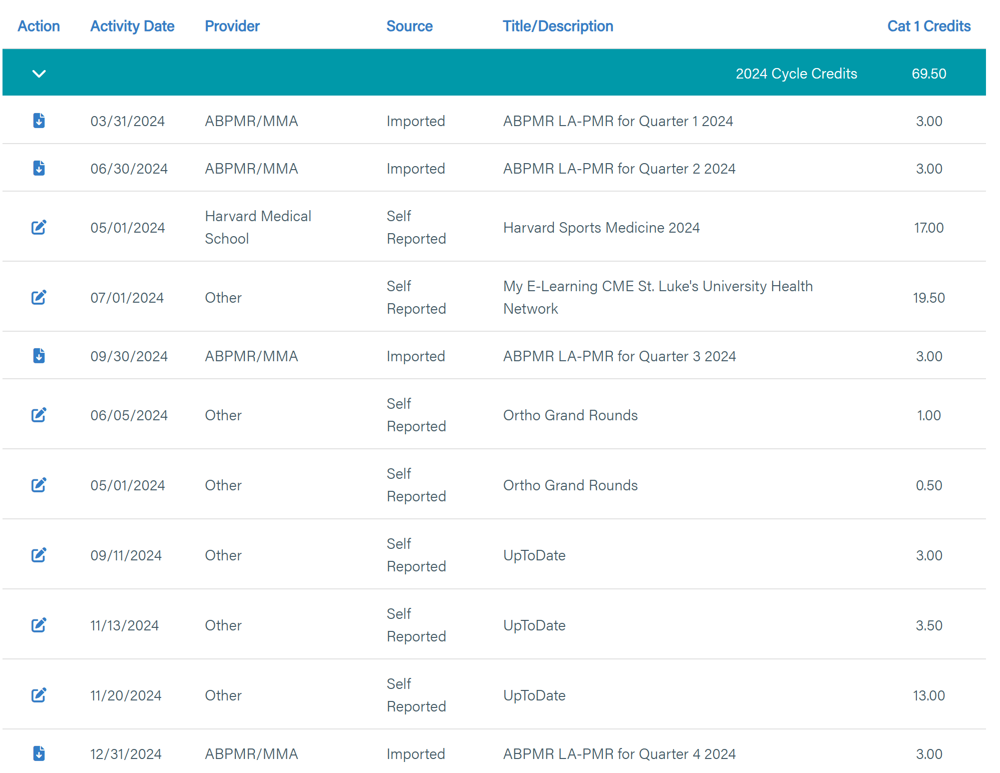 Action Activity Date Provider Source Title/Description Cat 1 Credits
2024 Cycle Credits 69.50
03/31/2024 ABPMR/MMA Imported ABPMR LA-PMR for Quarter 1 2024 3.00
06/30/2024 ABPMR/MMA Imported ABPMR LA-PMR for Quarter 2 2024 3.00
05/01/2024 Harvard Medical School Self Reported Harvard Sports Medicine 2024 17.00
07/01/2024 Other Self Reported My E-Learning CME St. Luke's University Health Network 19.50
09/30/2024 ABPMR/MMA Imported ABPMR LA-PMR for Quarter 3 2024 3.00
06/05/2024 Other Self Reported Ortho Grand Rounds 1.00
05/01/2024 Other Self Reported Ortho Grand Rounds 0.50
09/11/2024 Other Self Reported UpToDate 3.00
11/13/2024 Other Self Reported UpToDate 3.50
11/20/2024 Other Self Reported UpToDate 13.00
12/31/2024 ABPMR/MMA Imported ABPMR LA-PMR for Quarter 4 2024 3.00